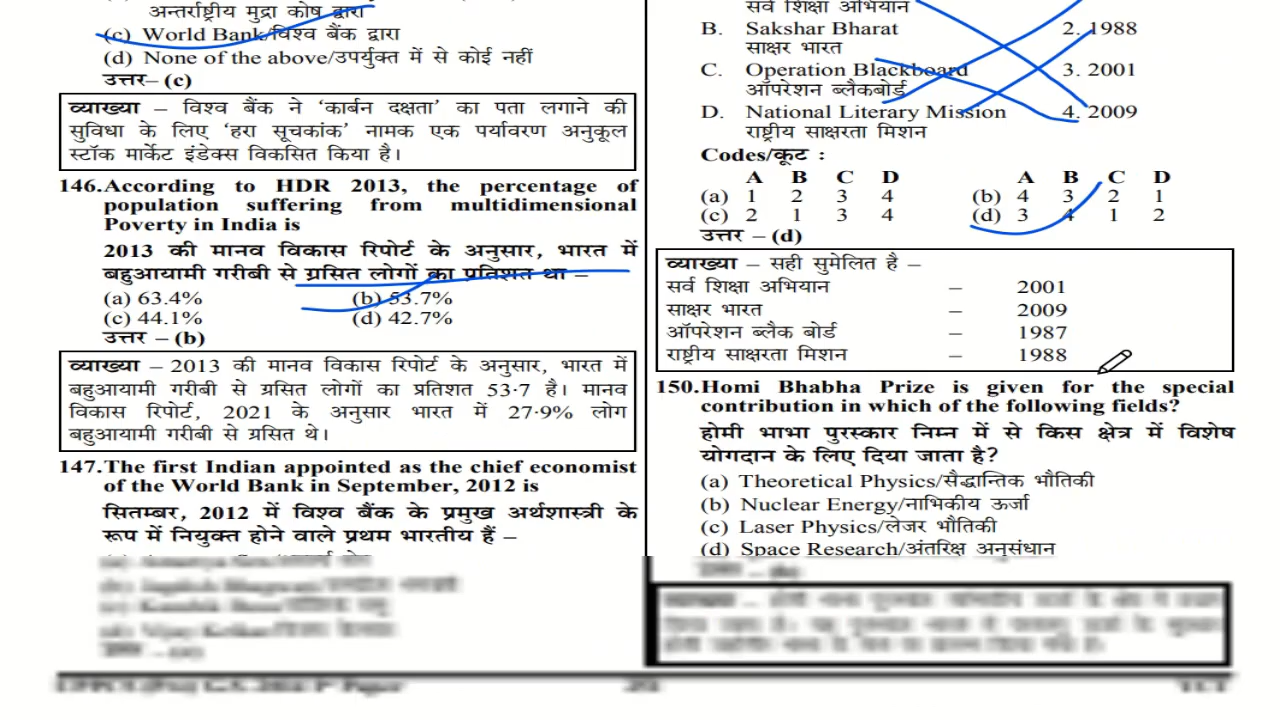 अन्तर्राष्ट्रीय मुद्रा कोष द्वारा
(c) World Bank/विश्व बैंक द्वारा
(d) None of the above/उपर्युक्त में से कोई नहीं
उत्तर– (c)
व्याख्या – विश्व बैंक ने ‘कार्बन दक्षता’ का पता लगाने की
सुविधा के लिए ‘हरा सूचकांक’ नामक एक पर्यावरण अनुकूल
स्टॉक मार्केट इंडेक्स विकसित किया है।
146. According to HDR 2013, the percentage of
population suffering from multidimensional
Poverty in India is
2013 की मानव विकास रिपोर्ट के अनुसार, भारत में
बहुआयामी गरीबी से ग्रसित लोगों का प्रतिशत था –
(a) 63.4% (b) 53.7%
(c) 44.1% (d) 42.7%
उत्तर – (b)
व्याख्या – 2013 की मानव विकास रिपोर्ट के अनुसार, भारत में
बहुआयामी गरीबी से ग्रसित लोगों का प्रतिशत 53·7 है। मानव
विकास रिपोर्ट, 2021 के अनुसार भारत में 27·9% लोग
बहुआयामी गरीबी से ग्रसित थे।
147. The first Indian appointed as the chief economist
of the World Bank in September, 2012 is
सितम्बर, 2012 में विश्व बैंक के प्रमुख अर्थशास्त्री के
रूप में नियुक्त होने वाले प्रथम भारतीय हैं –
सर्व शिक्षा अभियान
B. Sakshar Bharat 2. 1988
साक्षर भारत
C. Operation Blackboard 3. 2001
ऑपरेशन ब्लैकबोर्ड
D. National Literary Mission 4. 2009
राष्ट्रीय साक्षरता मिशन
Codes/कूट :
A B C D A B C D
(a) 1 2 3 4 (b) 4 3 2 1
(c) 2 1 3 4 (d) 3 4 1 2
उत्तर – (d)
व्याख्या – सही सुमेलित है –
सर्व शिक्षा अभियान – 2001
साक्षर भारत – 2009
ऑपरेशन ब्लैक बोर्ड – 1987
राष्ट्रीय साक्षरता मिशन – 1988
150. Homi Bhabha Prize is given for the special
contribution in which of the following fields?
होमी भाभा पुरस्कार निम्न में से किस क्षेत्र में विशेष
योगदान के लिए दिया जाता है?
(a) Theoretical Physics/सैद्धान्तिक भौतिकी
(b) Nuclear Energy/नाभिकीय ऊर्जा
(c) Laser Physics/लेजर भौतिकी
(d) Space Research/अंतरिक्ष अनुसंधान